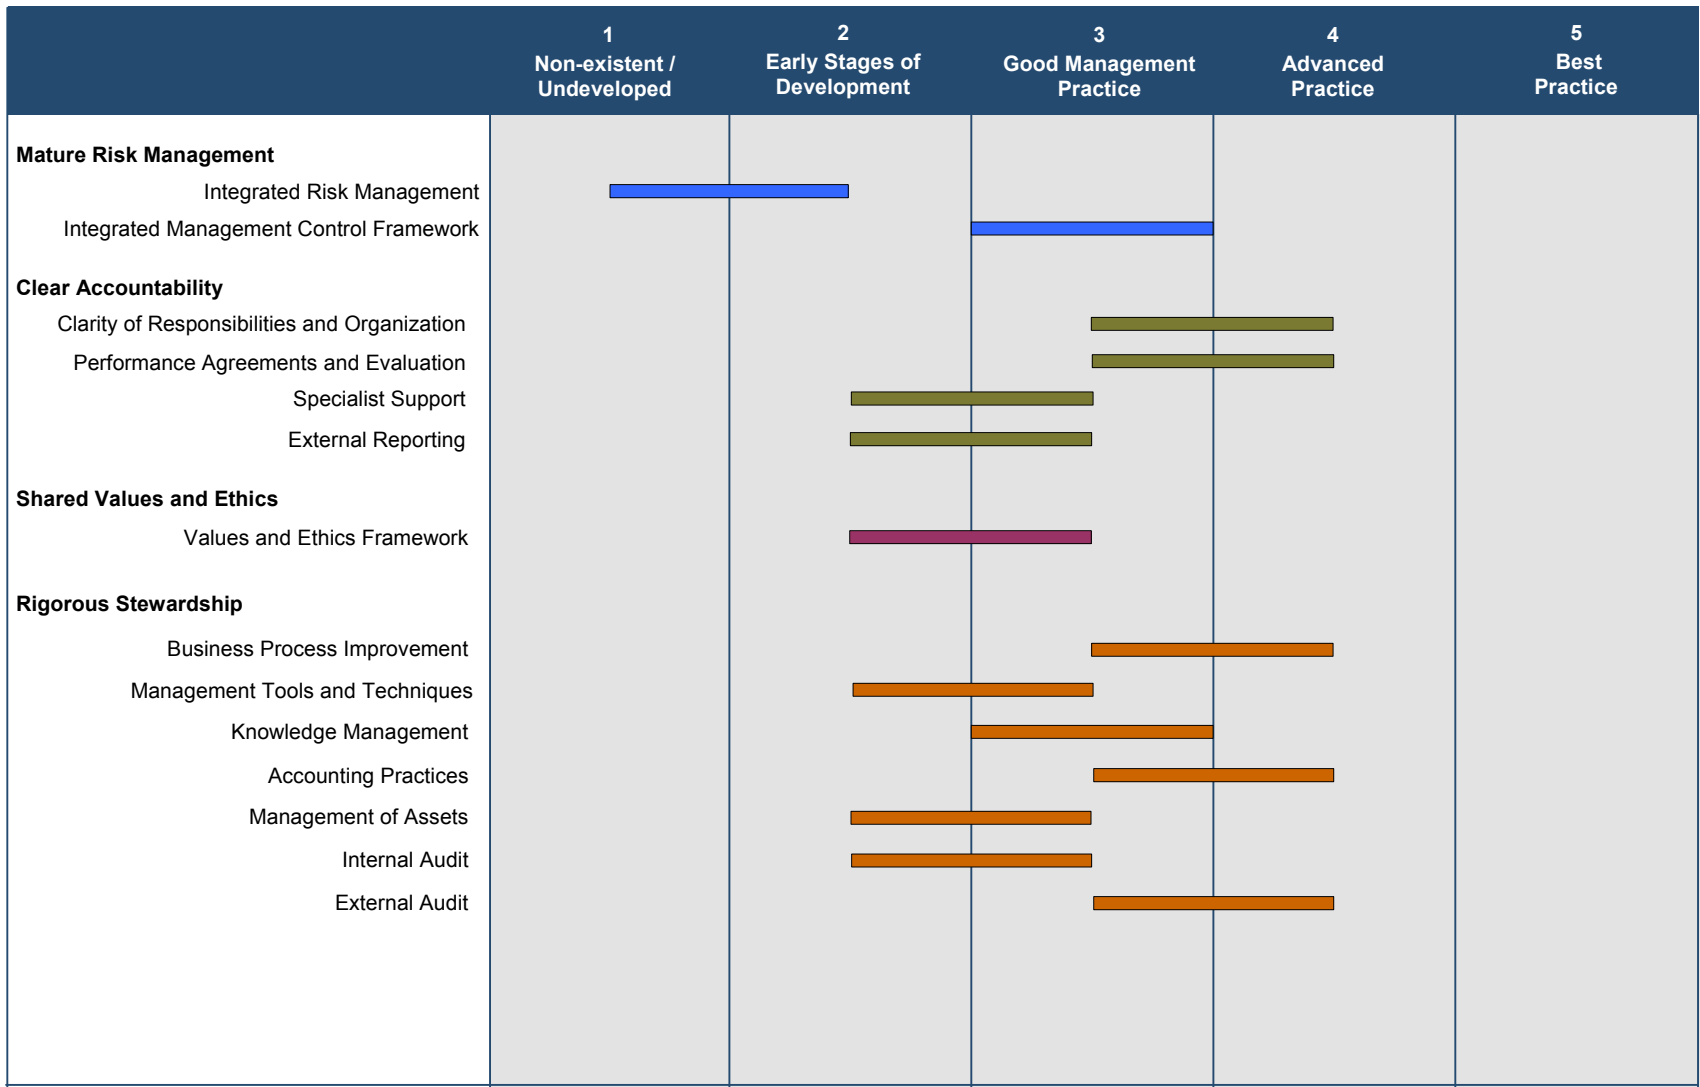 1
Non-existent /
Undeveloped
2
Early Stages of
Development
3
Good Management
Practice
4
Advanced
Practice
5
Best
Practice
Mature Risk Management
Integrated Risk Management
Integrated Management Control Framework
Clear Accountability
Clarity of Responsibilities and Organization
Performance Agreements and Evaluation
Specialist Support
External Reporting
Shared Values and Ethics
Values and Ethics Framework
Rigorous Stewardship
Business Process Improvement
Management Tools and Techniques
Knowledge Management
Accounting Practices
Management of Assets
Internal Audit
External Audit